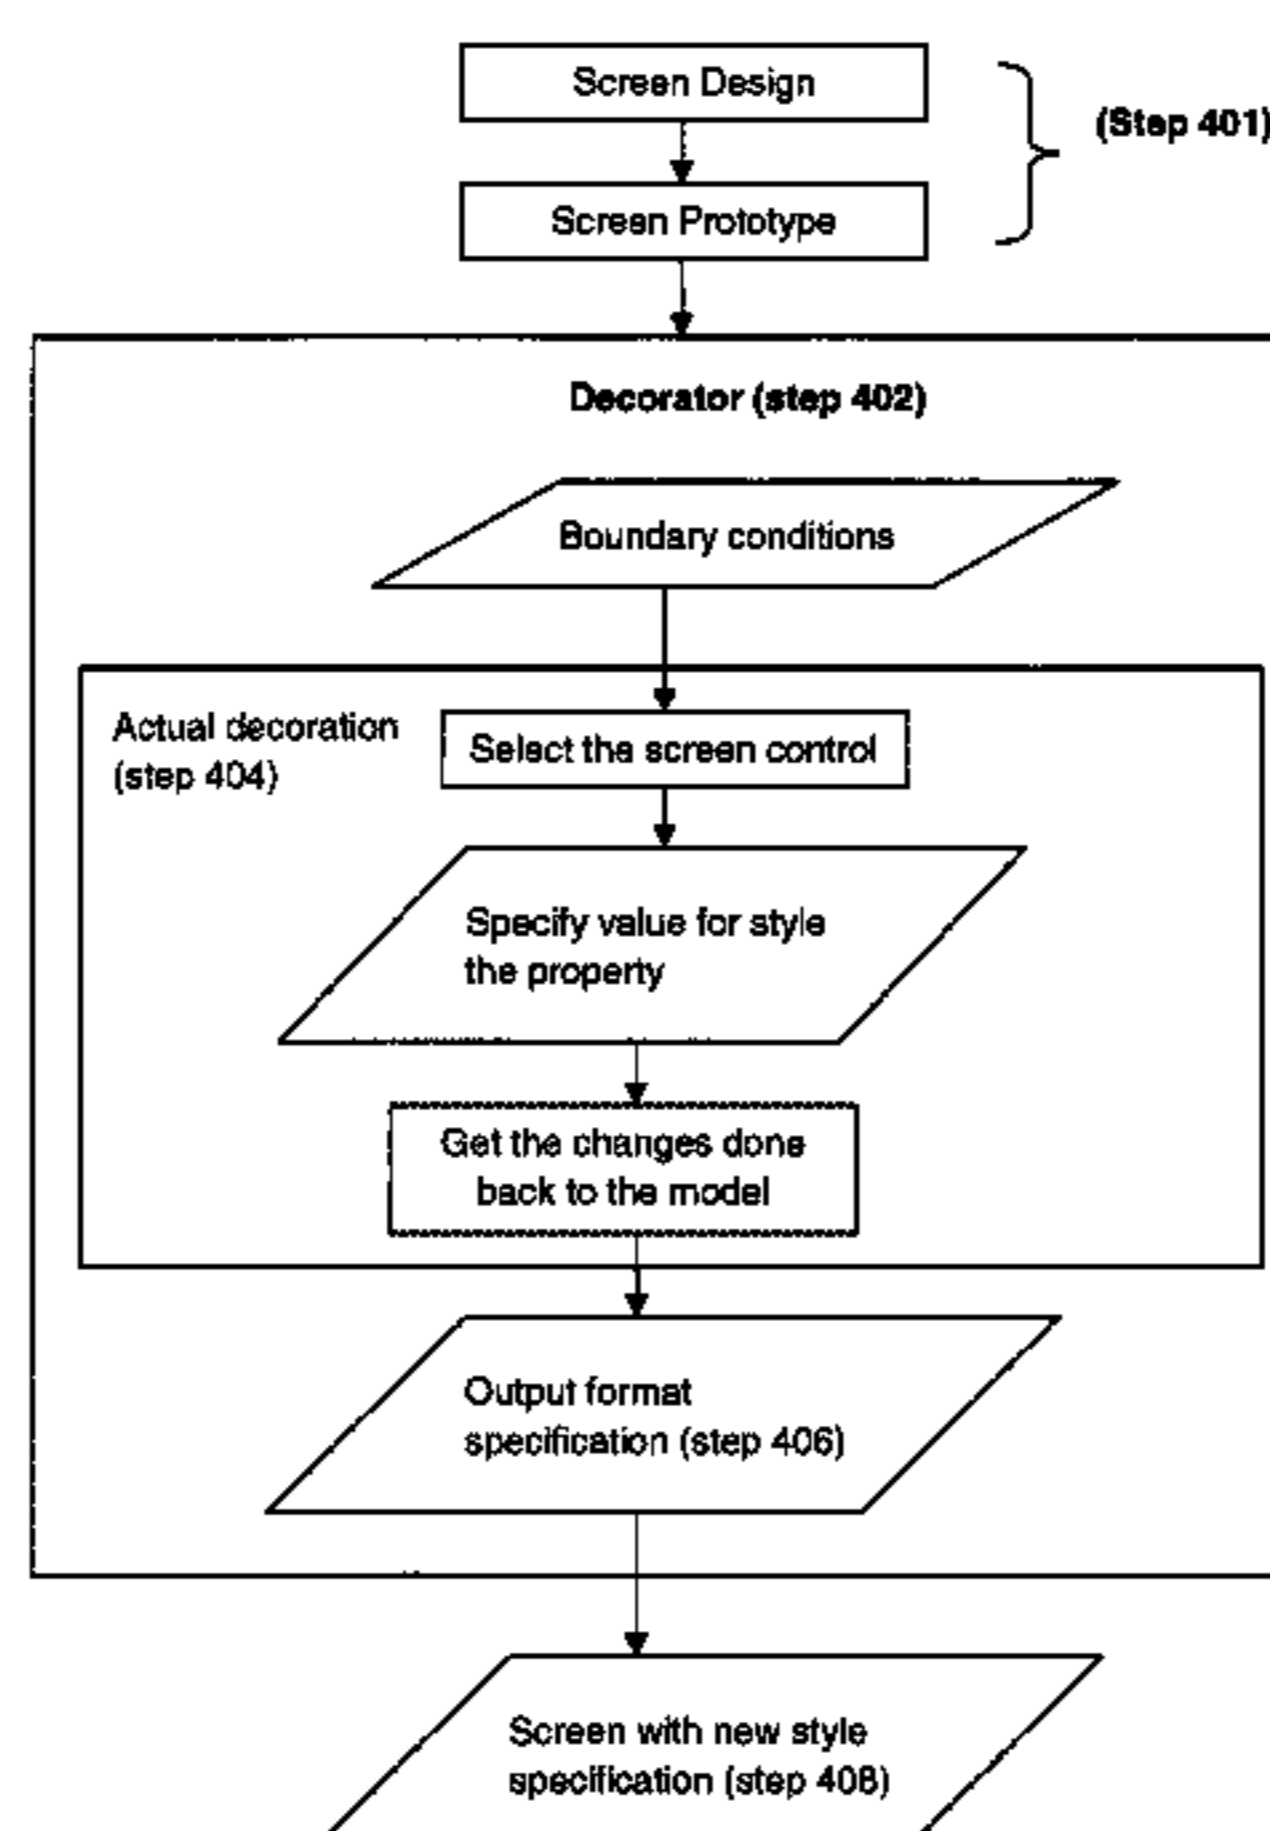 Screen Design
(Step 401)
Screen Prototype
Decorator (step 402)
Boundary conditions
Actual decoration
(step 404)
Select the screen control
Specify value for style
the property
Get the changes done
back to the model
Output format
specification (step 406)
Screen with new style
specification (step 408)